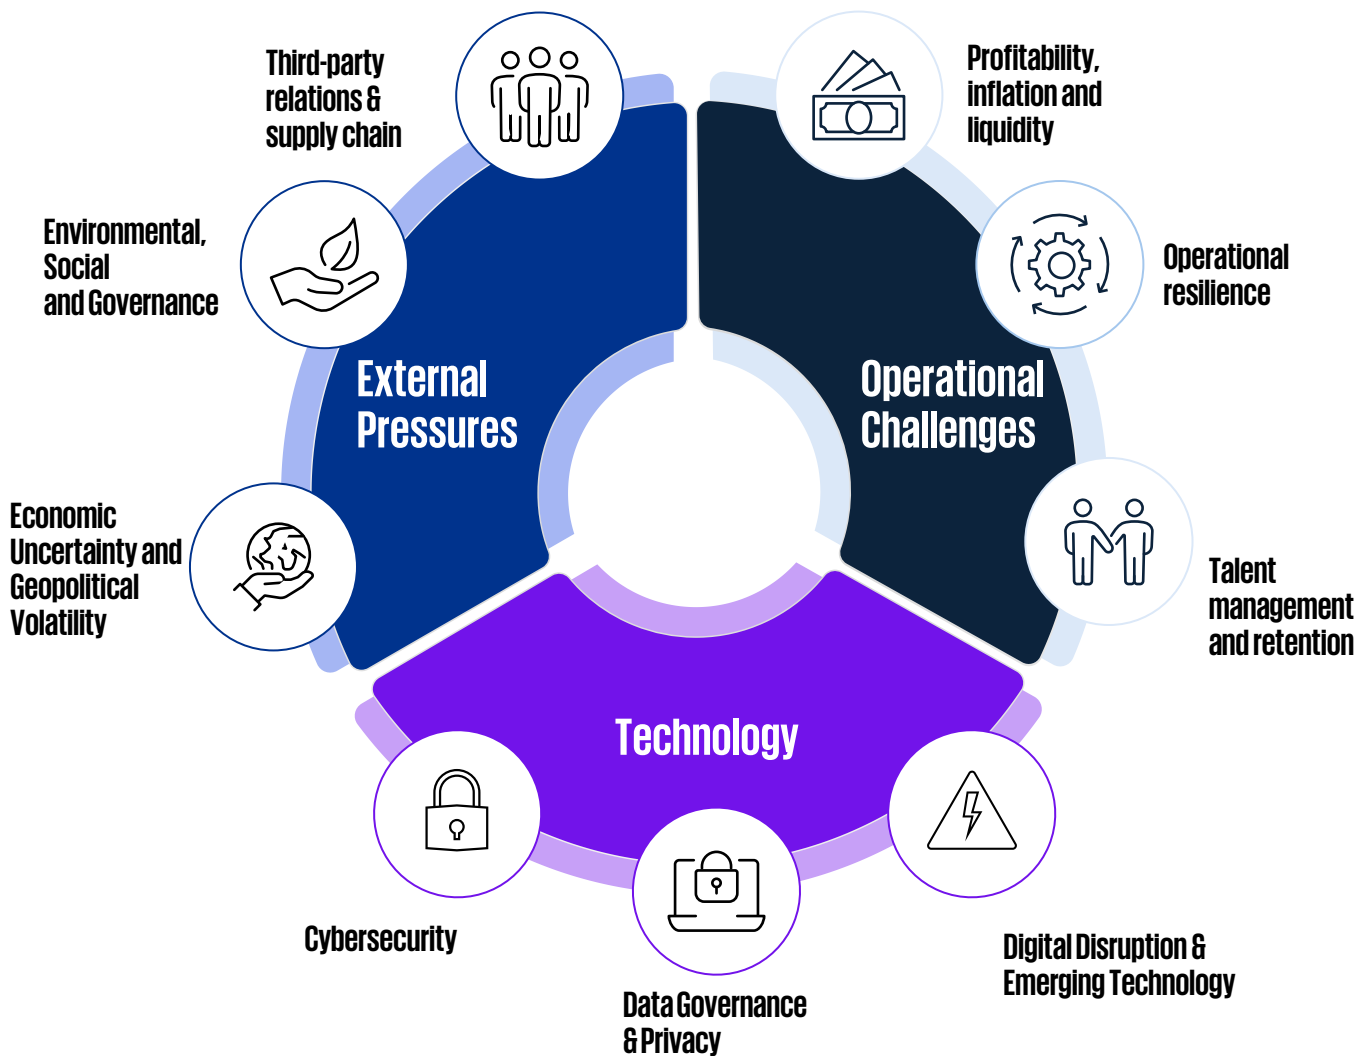 Third-party
relations &
supply chain
Profitability,
inflation and
liquidity
Environmental,
Social
and Governance
Operational
resilience
External
Pressures
Operational
Challenges
Economic
Uncertainty and
Geopolitical
Volatility
Talent
management
and retention
Technology
Cybersecurity
Data Governance
& Privacy
Digital Disruption &
Emerging Technology